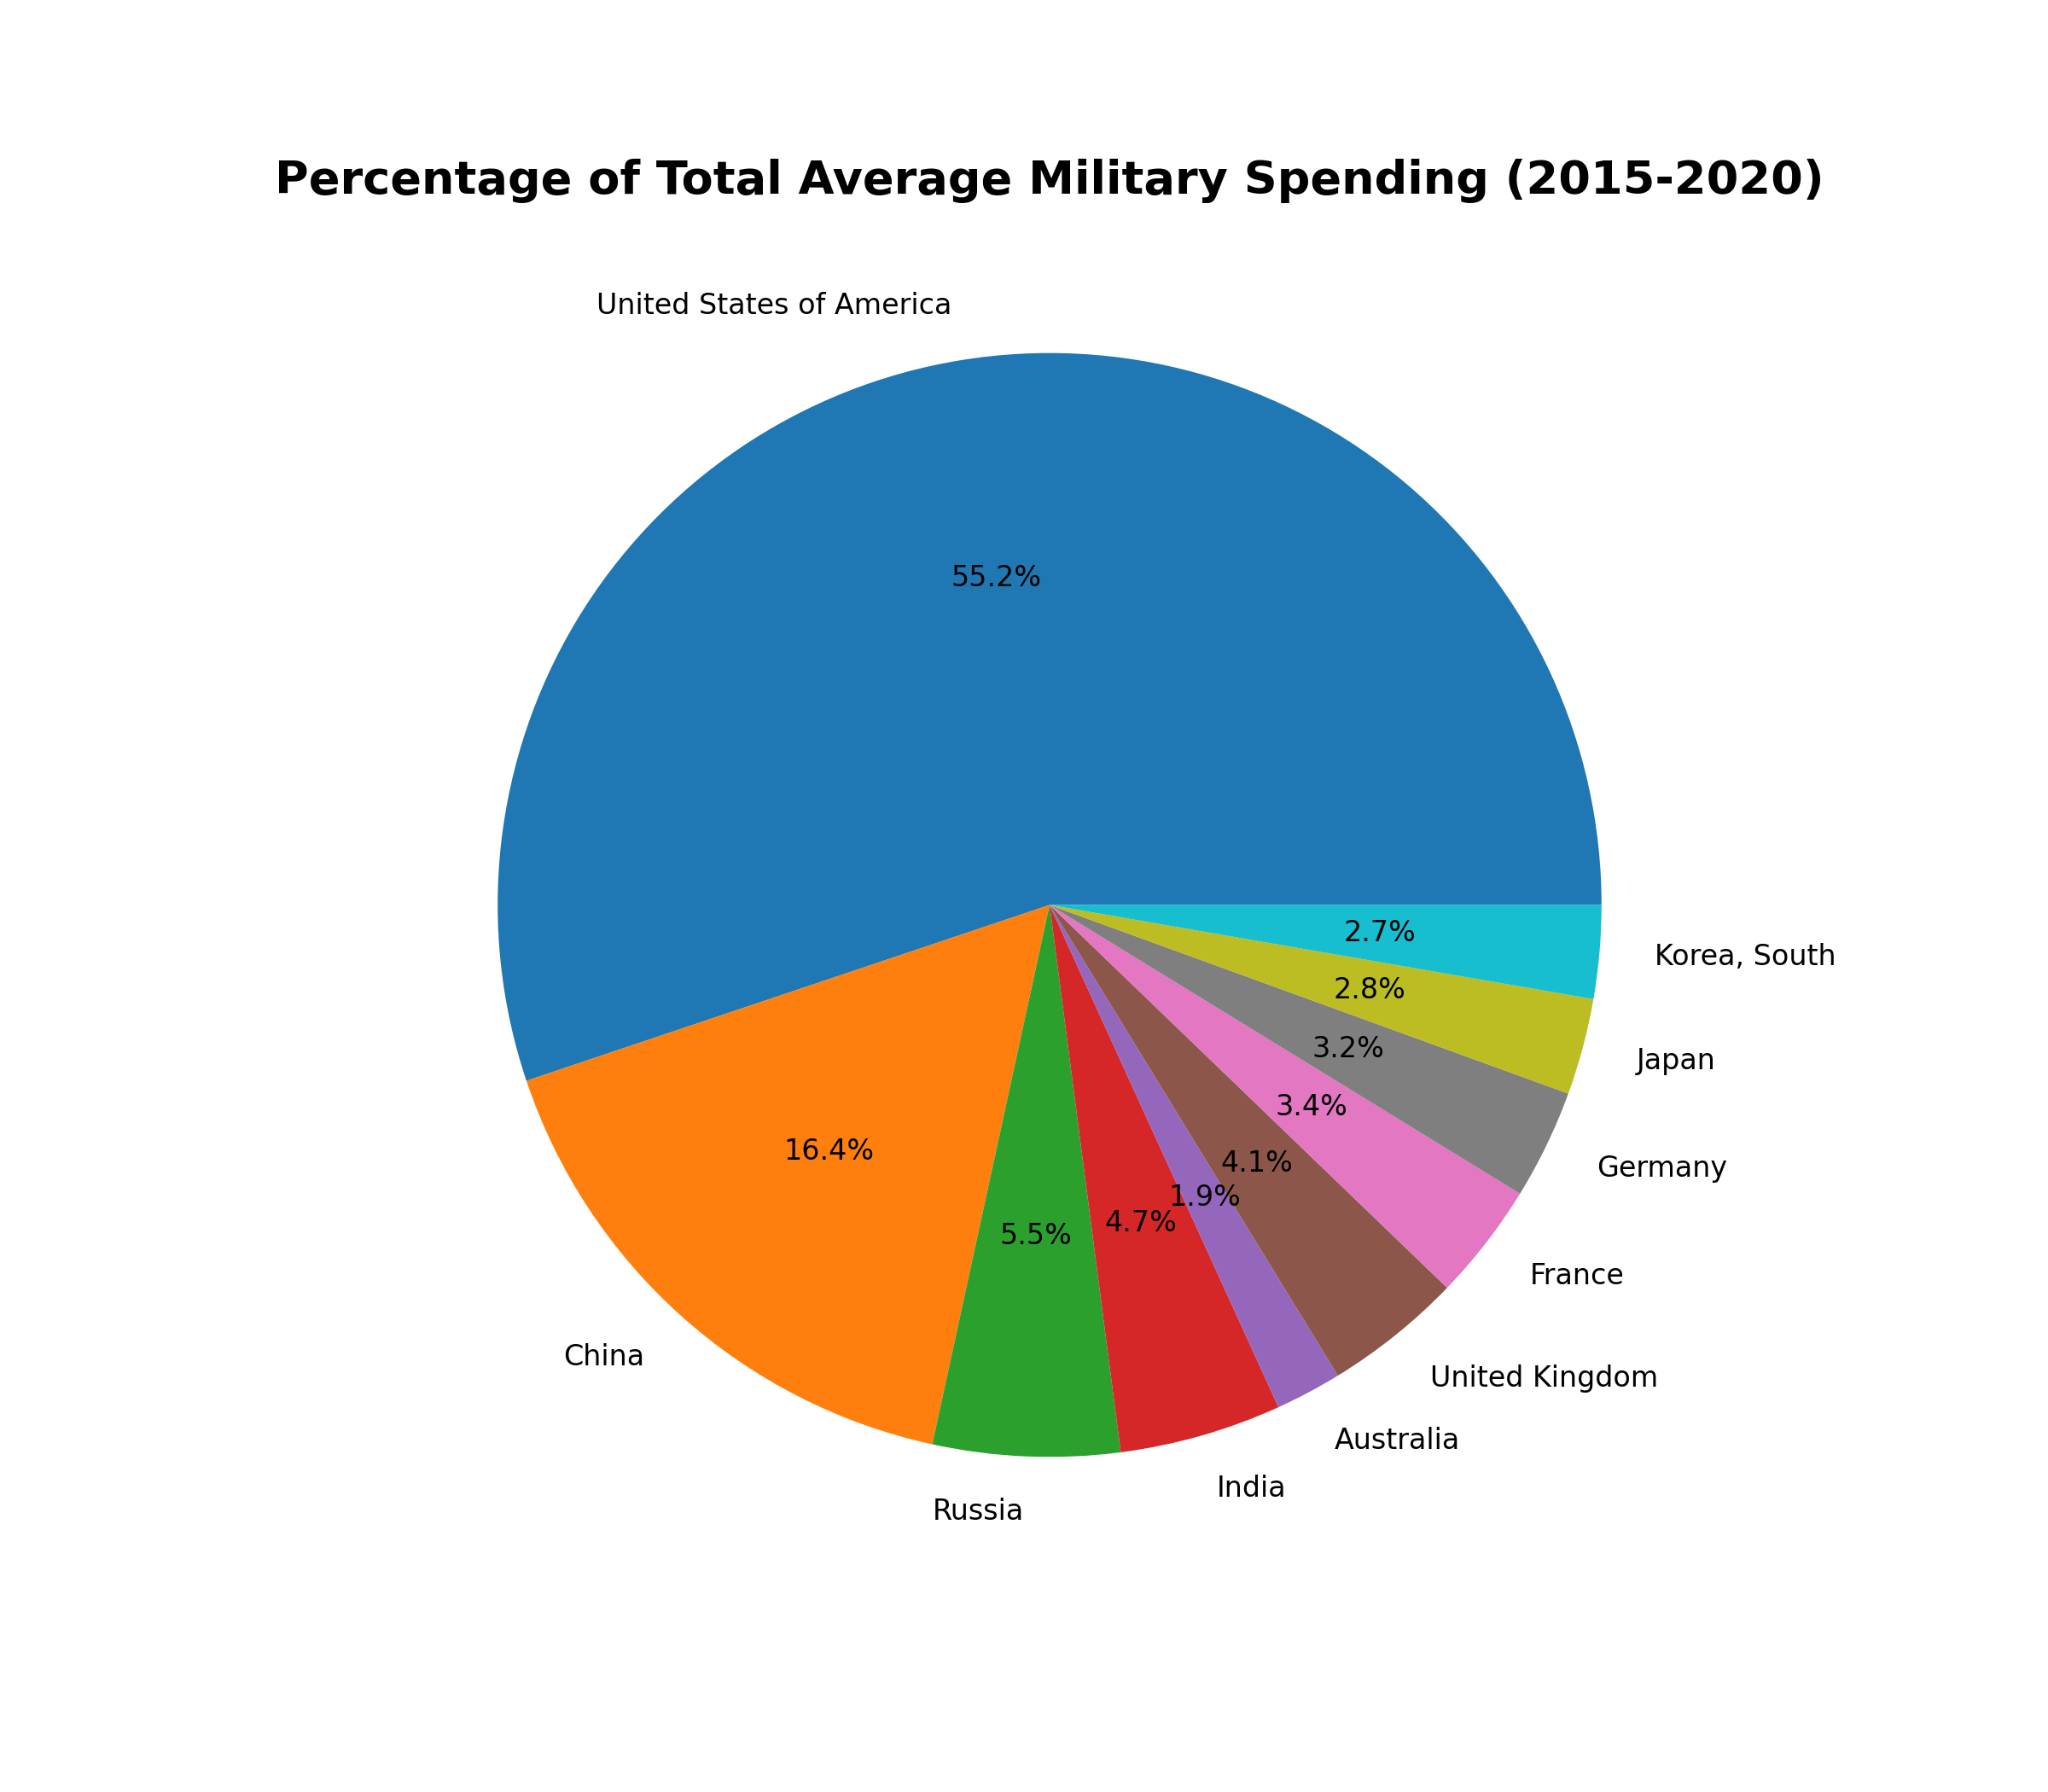 Percentage of Total Average Military Spending (2015-2020)
United States of America
55.2%
2.7%
Korea, South
2.8%
Japan
3.2%
Germany
3.4%
France
4.1%
United Kingdom
1.9%
Australia
4.7%
India
5.5%
Russia
16.4%
China